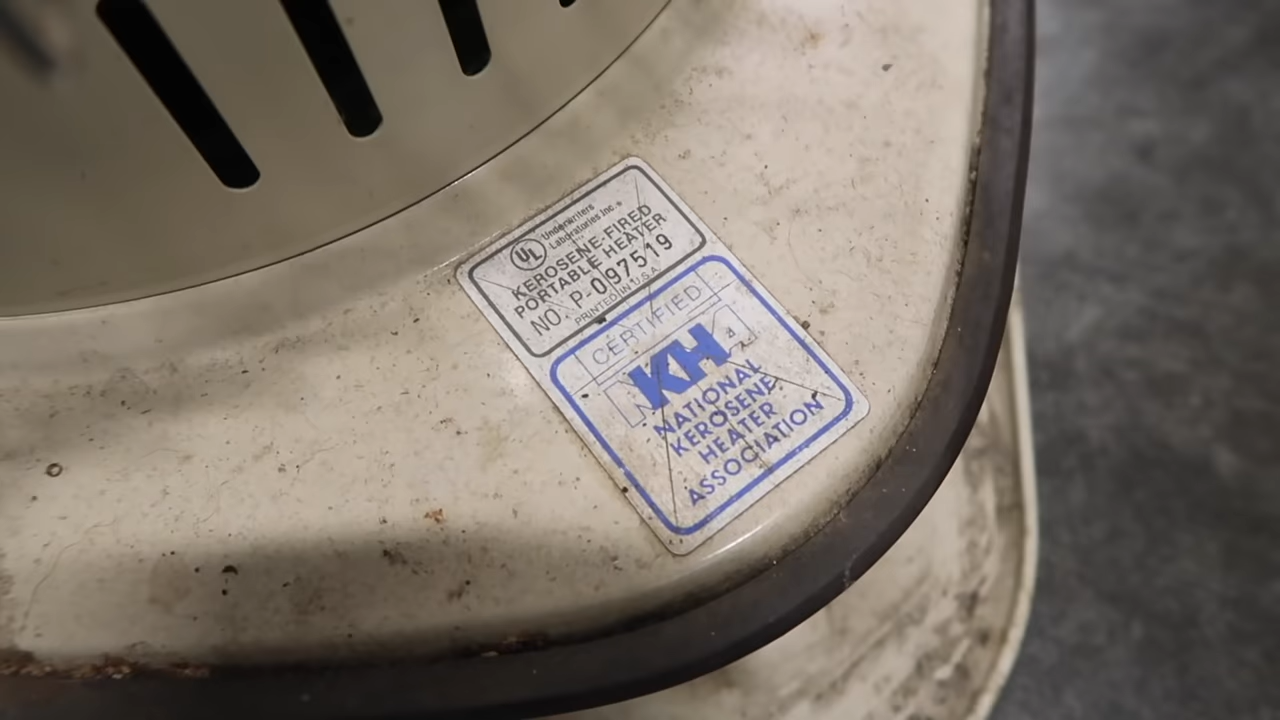 UL
Underwriters
Laboratories Inc.®
KEROSENE-FIRED
PORTABLE HEATER
NO. P-097519
PRINTED IN U.S.A.
CERTIFIED
KH
NATIONAL
KEROSENE
HEATER
ASSOCIATION